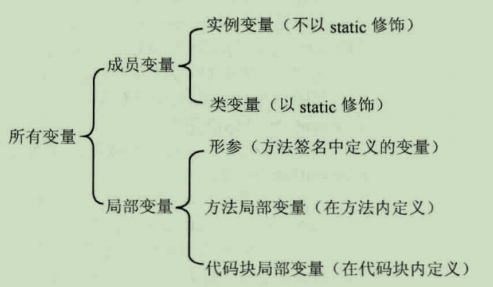 实例变量（不以 static 修饰）
成员变量
类变量（以 static 修饰）
所有变量
形参（方法签名中定义的变量）
局部变量
方法局部变量（在方法内定义）
代码块局部变量（在代码块内定义）